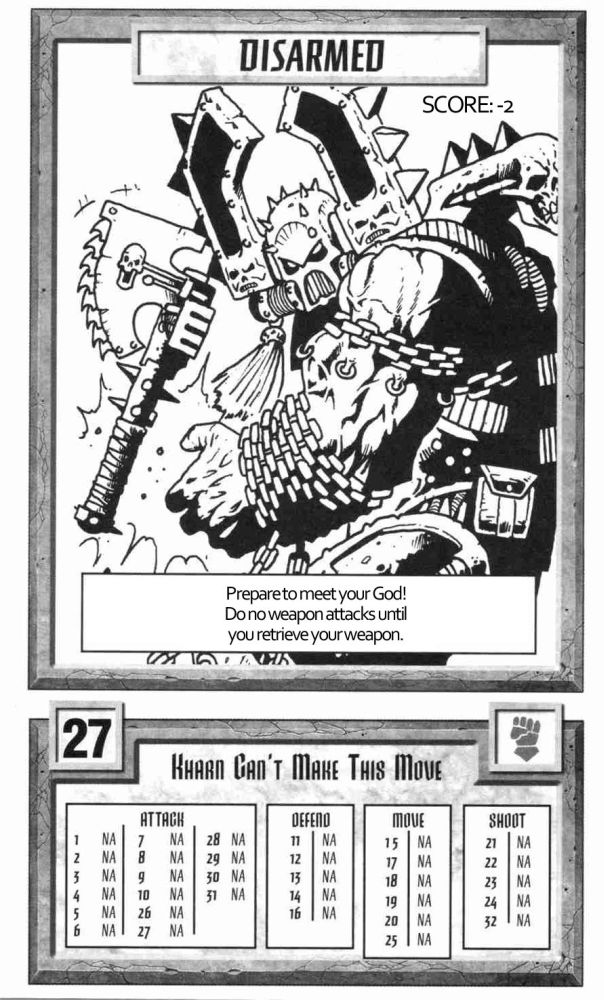 DISARMED
SCORE: -2
Prepare to meet your God!
Do no weapon attacks until
you retrieve your weapon.
27
KHARN CAN'T MAKE THIS MOVE
ATTACK
1 NA 7 NA 28 NA
2 NA 8 NA 29 NA
3 NA 9 NA 30 NA
4 NA 10 NA 31 NA
5 NA 26 NA
6 NA 27 NA
DEFEND
11 NA
12 NA
13 NA
14 NA
16 NA
MOVE
15 NA
17 NA
18 NA
19 NA
20 NA
25 NA
SHOOT
21 NA
22 NA
23 NA
24 NA
32 NA